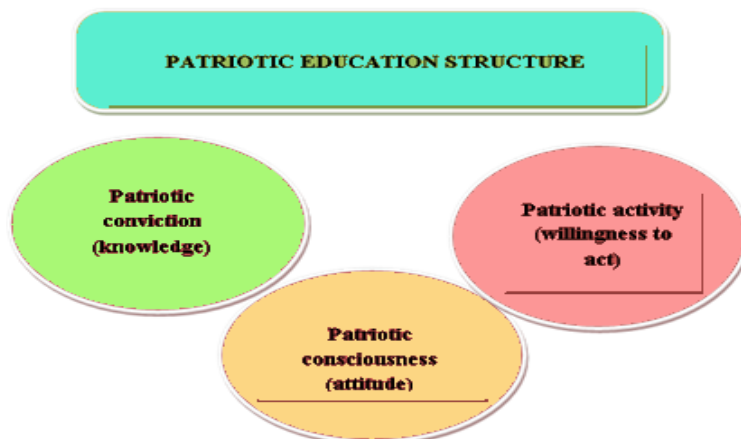 PATRIOTIC EDUCATION STRUCTURE
Patriotic
conviction
(knowledge)
Patriotic activity
(willingness to
act)
Patriotic
consciousness
(attitude)